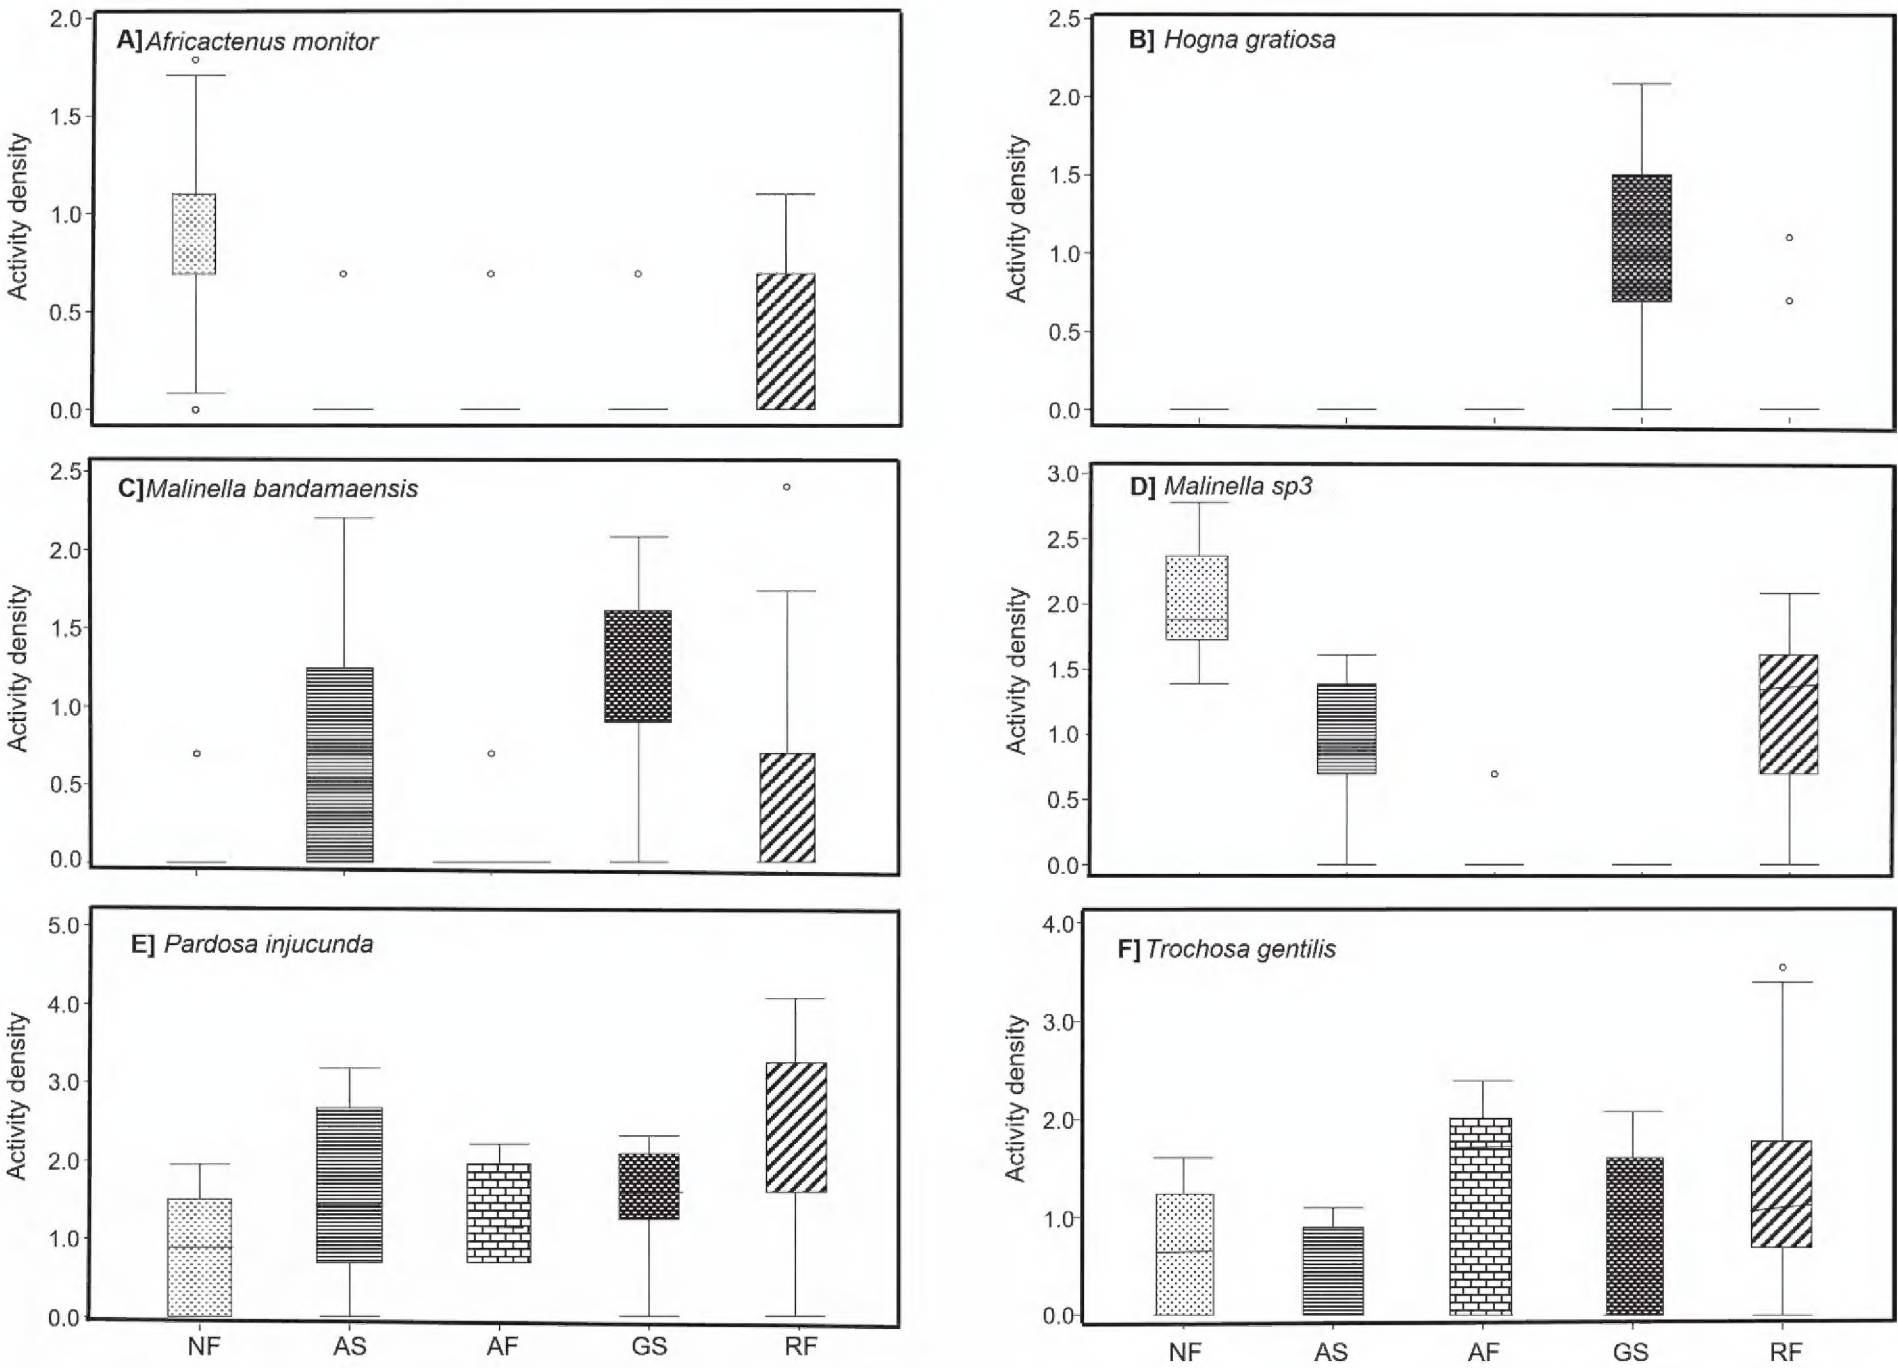 A] Africactenus monitor
Activity density
2.0
1.5
1.0
0.5
0.0
B] Hogna gratiosa
Activity density
2.5
2.0
1.5
1.0
0.5
0.0
C] Malinella bandamaensis
Activity density
2.5
2.0
1.5
1.0
0.5
0.0
D] Malinella sp3
Activity density
3.0
2.5
2.0
1.5
1.0
0.5
0.0
E] Pardosa injucunda
Activity density
5.0
4.0
3.0
2.0
1.0
0.0
NF AS AF GS RF
F] Trochosa gentilis
Activity density
4.0
3.0
2.0
1.0
0.0
NF AS AF GS RF